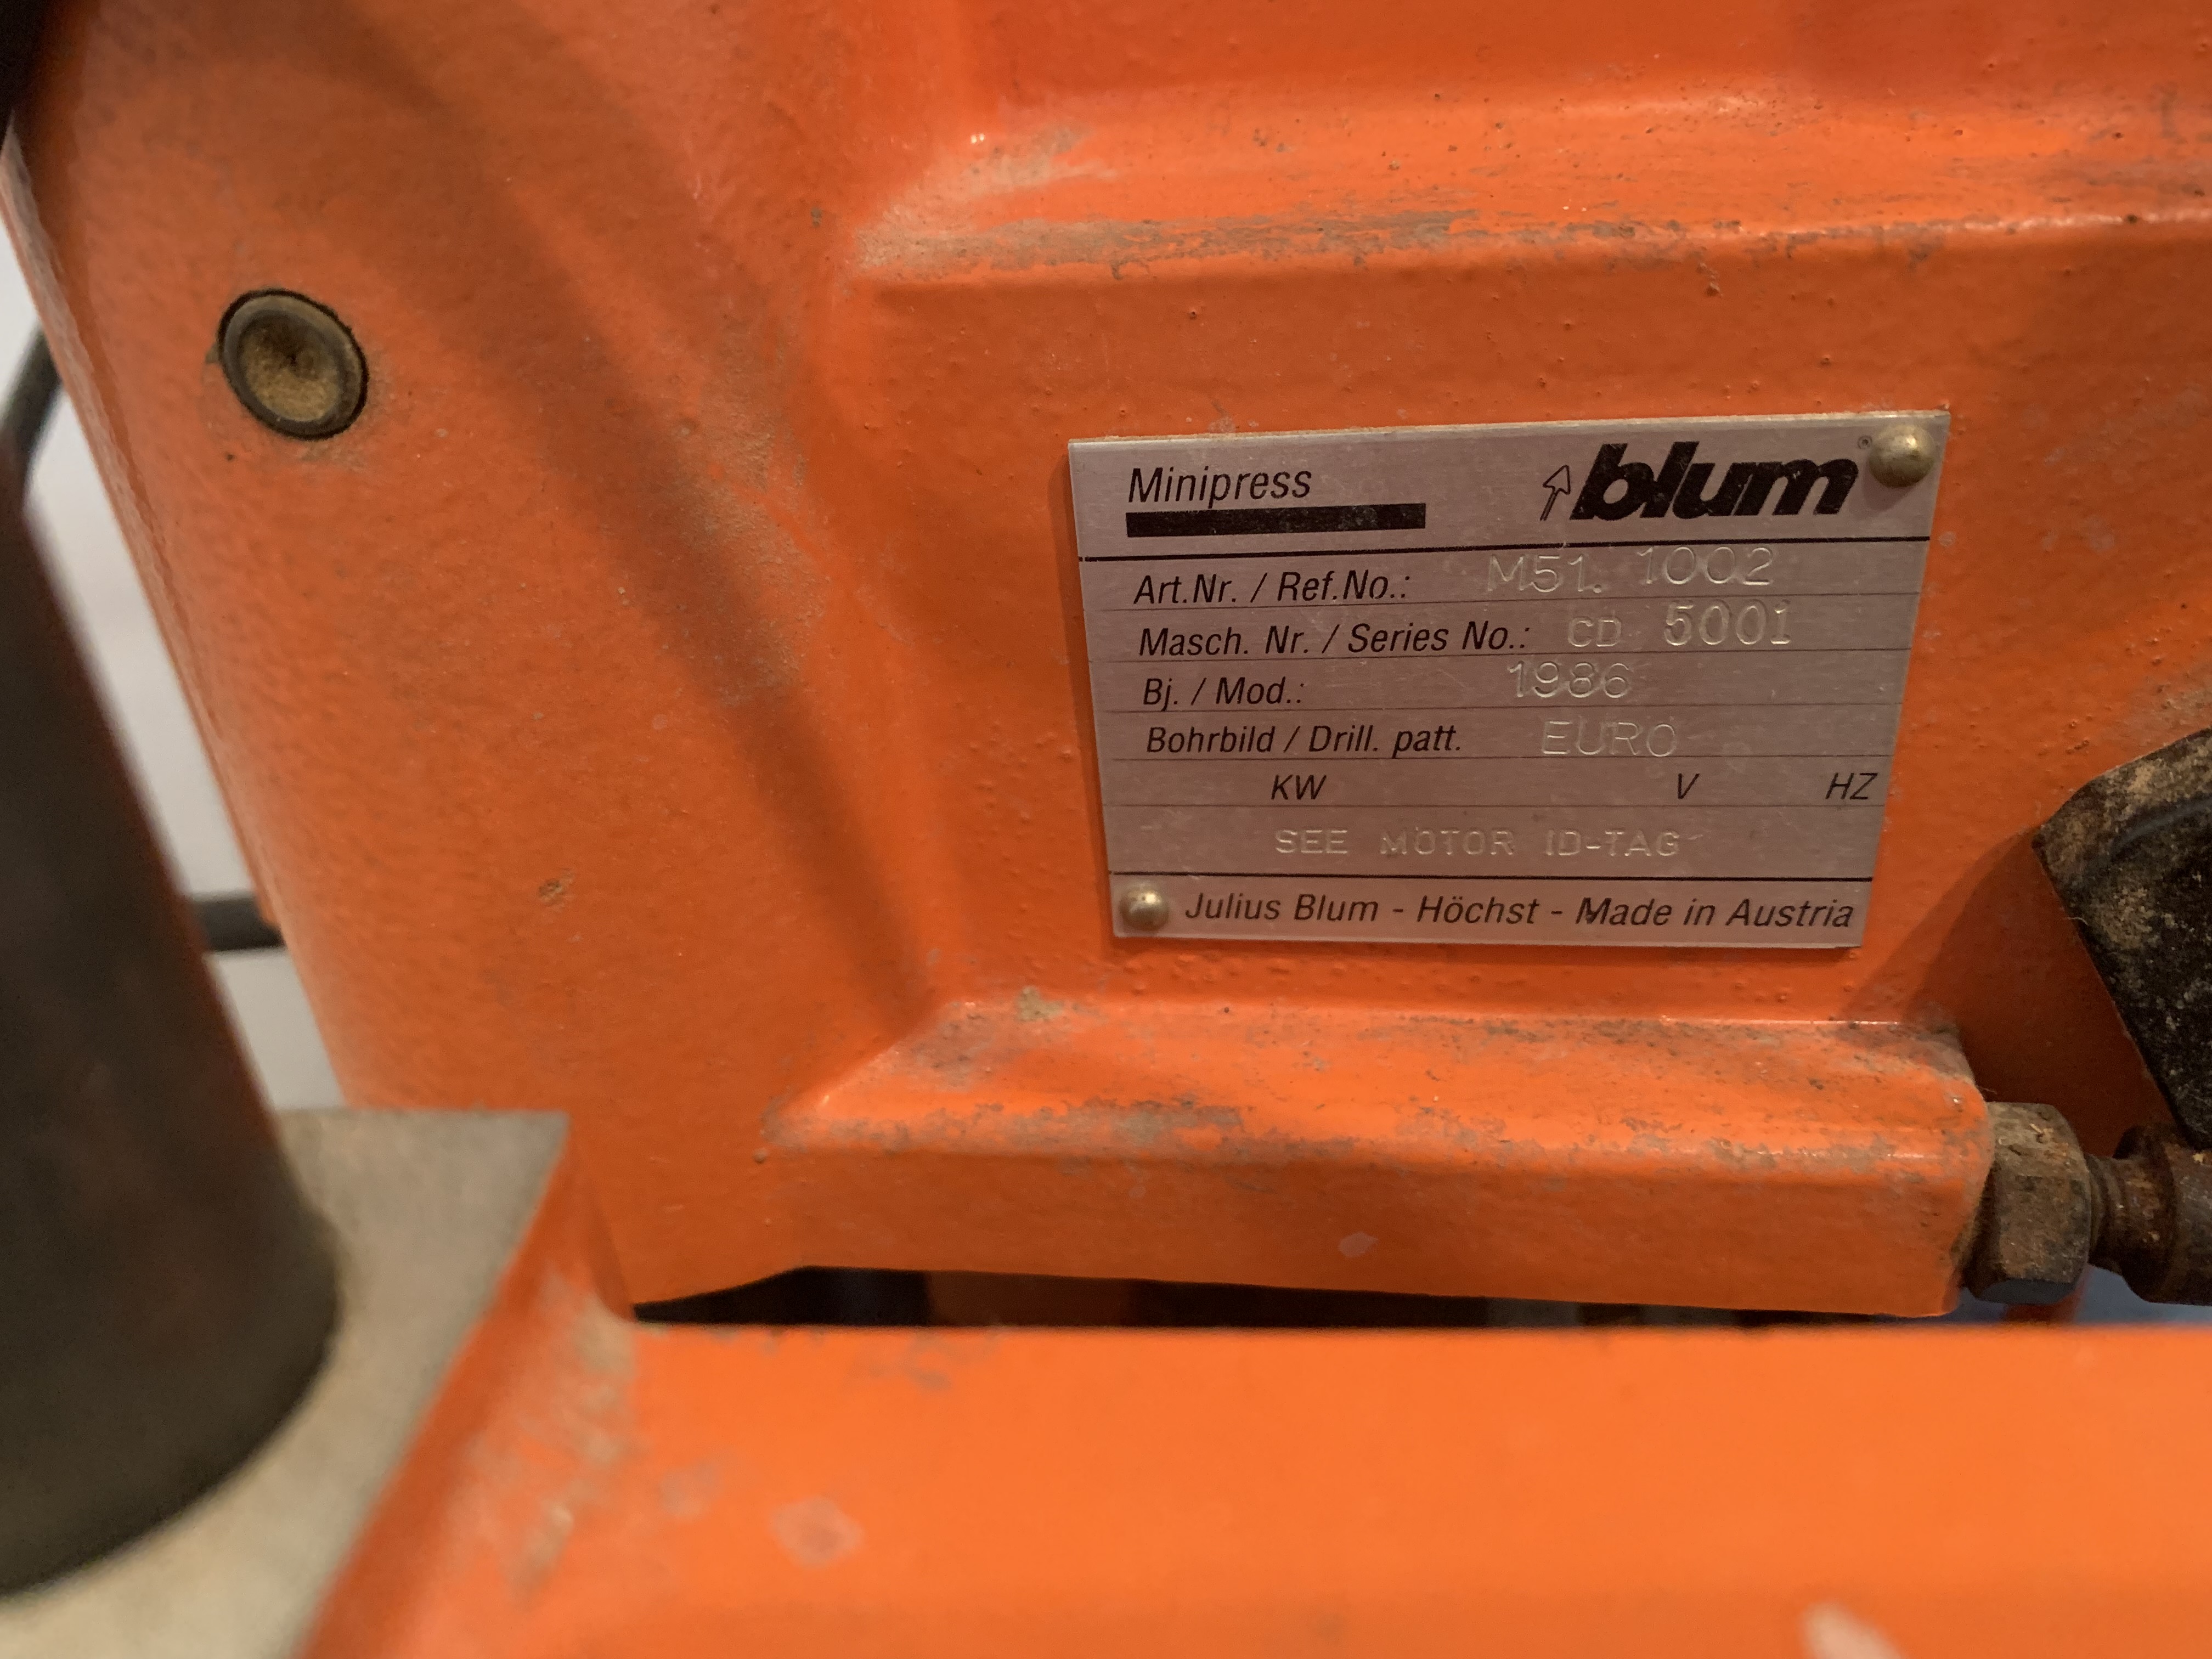 Minipress blum®
Art.Nr. / Ref.No.: M51. 1002
Masch. Nr. / Series No.: CD 5001
Bj. / Mod.: 1986
Bohrbild / Drill. patt. EURO
KW V HZ
SEE MOTOR ID-TAG
Julius Blum - Höchst - Made in Austria